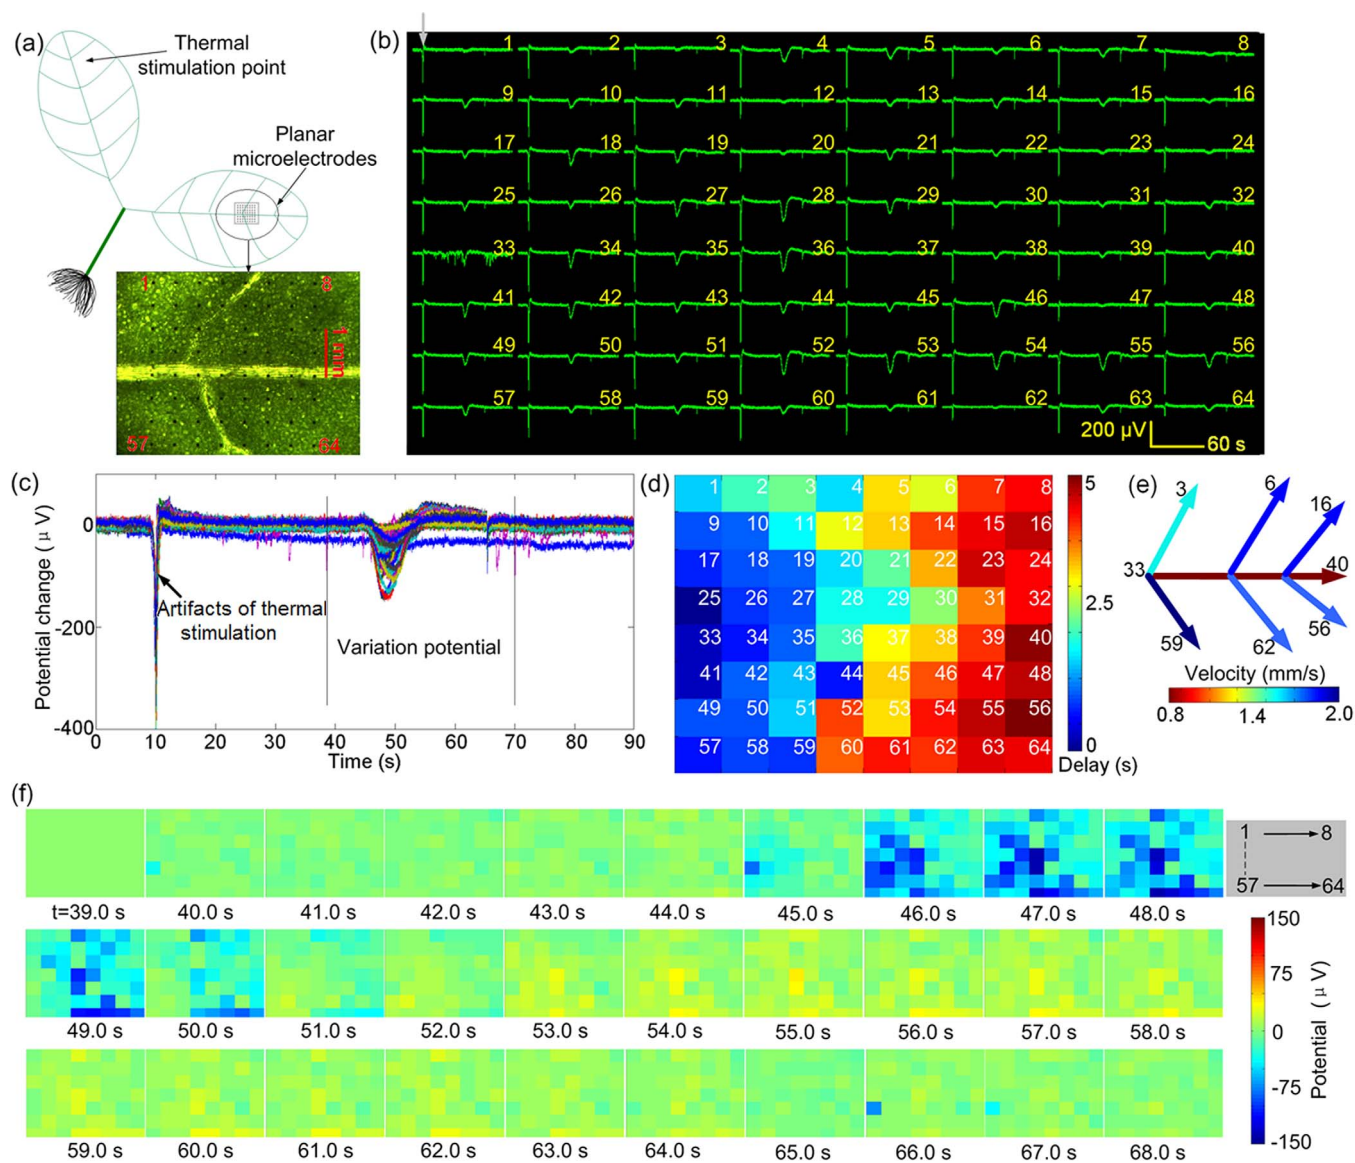 (a)
Thermal
stimulation point
Planar
microelectrodes
1
8
1 mm
57
64
(b)
1 2 3 4 5 6 7 8
9 10 11 12 13 14 15 16
17 18 19 20 21 22 23 24
25 26 27 28 29 30 31 32
33 34 35 36 37 38 39 40
41 42 43 44 45 46 47 48
49 50 51 52 53 54 55 56
57 58 59 60 61 62 63 64
200 µV
60 s
(c)
Potential change ( µ V)
0
-200
-400
Artifacts of thermal
stimulation
Variation potential
0 10 20 30 40 50 60 70 80 90
Time (s)
(d)
1 2 3 4 5 6 7 8
9 10 11 12 13 14 15 16
17 18 19 20 21 22 23 24
25 26 27 28 29 30 31 32
33 34 35 36 37 38 39 40
41 42 43 44 45 46 47 48
49 50 51 52 53 54 55 56
57 58 59 60 61 62 63 64
5
2.5
0
Delay (s)
(e)
3
6
16
33
40
59
62
56
Velocity (mm/s)
0.8 1.4 2.0
(f)
t=39.0 s 40.0 s 41.0 s 42.0 s 43.0 s 44.0 s 45.0 s 46.0 s 47.0 s 48.0 s
1 8
57 64
49.0 s 50.0 s 51.0 s 52.0 s 53.0 s 54.0 s 55.0 s 56.0 s 57.0 s 58.0 s
59.0 s 60.0 s 61.0 s 62.0 s 63.0 s 64.0 s 65.0 s 66.0 s 67.0 s 68.0 s
150
75
0
-75
-150
Potential ( µ V)